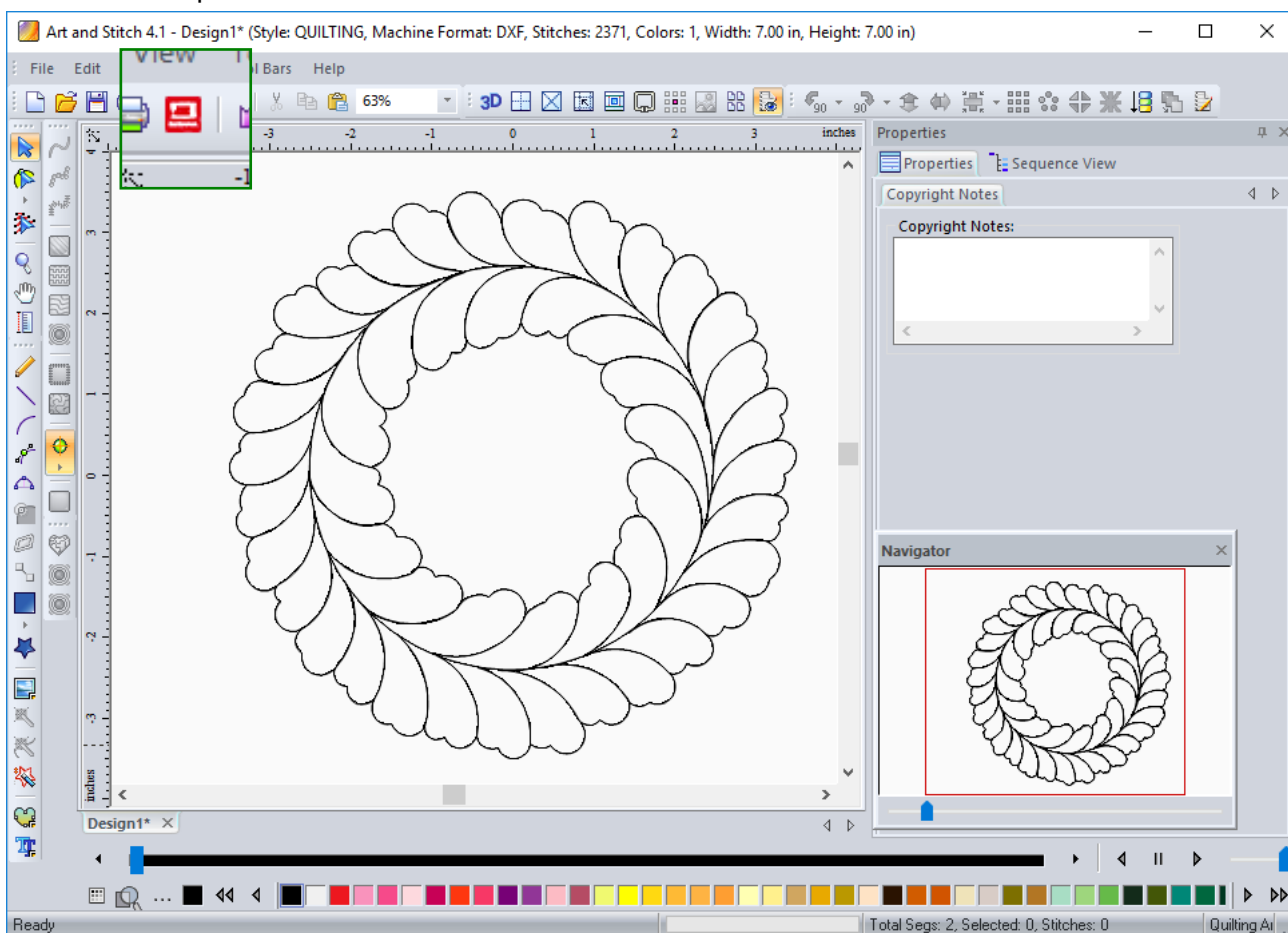 Art and Stitch 4.1 - Design1* (Style: QUILTING, Machine Format: DXF, Stitches: 2371, Colors: 1, Width: 7.00 in, Height: 7.00 in)
File Edit View l Bars Help
63% 3D 90 90
-3 -2 -1 0 1 2 3 inches
-1
3
2
1
0
-1
-2
-3
inches
Properties
Properties Sequence View
Copyright Notes
Copyright Notes:
Navigator
Design1*
...
Ready Total Segs: 2, Selected: 0, Stitches: 0 Quilting